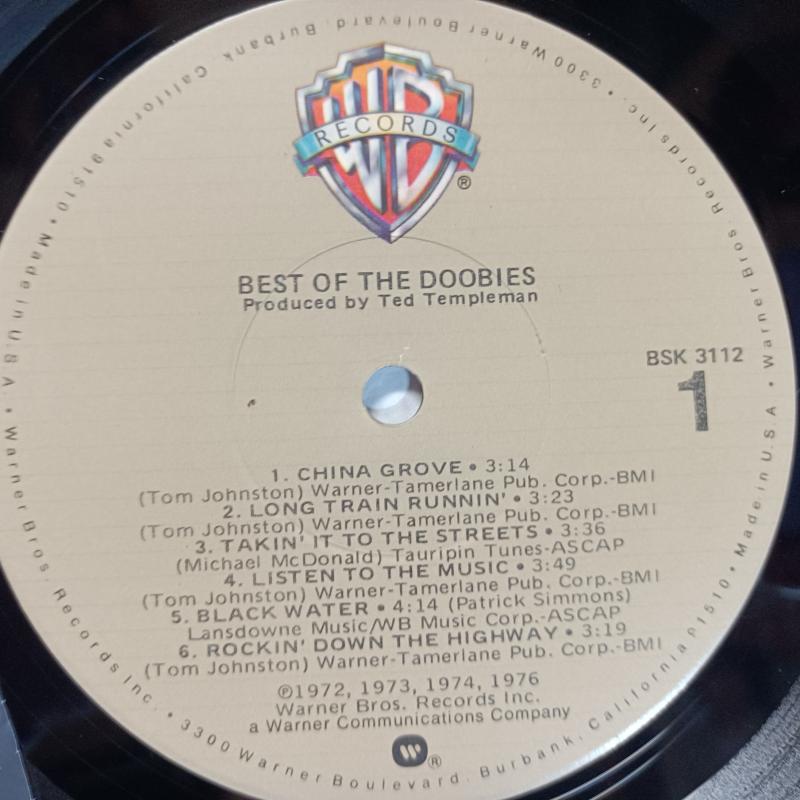 WB
RECORDS
®
BEST OF THE DOOBIES
Produced by Ted Templeman
BSK 3112
1
1. CHINA GROVE • 3:14
(Tom Johnston) Warner-Tamerlane Pub. Corp.-BMI
2. LONG TRAIN RUNNIN' • 3:23
(Tom Johnston) Warner-Tamerlane Pub. Corp.-BMI
3. TAKIN' IT TO THE STREETS • 3:36
(Michael McDonald) Tauripin Tunes-ASCAP
4. LISTEN TO THE MUSIC • 3:49
(Tom Johnston) Warner-Tamerlane Pub. Corp.-BMI
5. BLACK WATER • 4:14 (Patrick Simmons)
Lansdowne Music/WB Music Corp.-ASCAP
6. ROCKIN' DOWN THE HIGHWAY • 3:19
(Tom Johnston) Warner-Tamerlane Pub. Corp.-BMI
℗1972, 1973, 1974, 1976
Warner Bros. Records Inc.
a Warner Communications Company
W®
Warner Bros. Records Inc. • 3300 Warner Boulevard, Burbank, California 91510 • Made in U.S.A. • Warner Bros. Records Inc. • 3300 Warner Boulevard, Burbank, California 91510 • Made in U.S.A. •